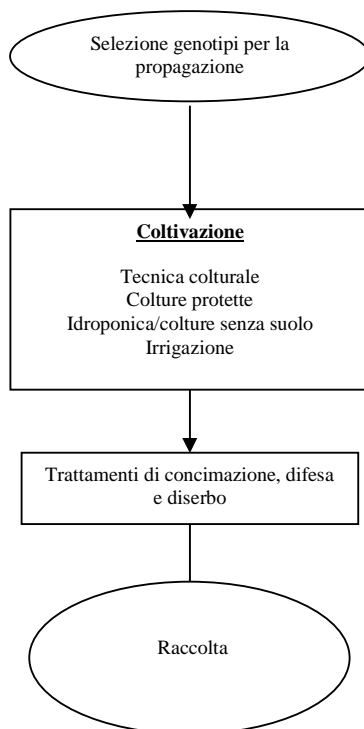 Selezione genotipi per la
propagazione
Coltivazione
Tecnica colturale
Colture protette
Idroponica/colture senza suolo
Irrigazione
Trattamenti di concimazione, difesa
e diserbo
Raccolta